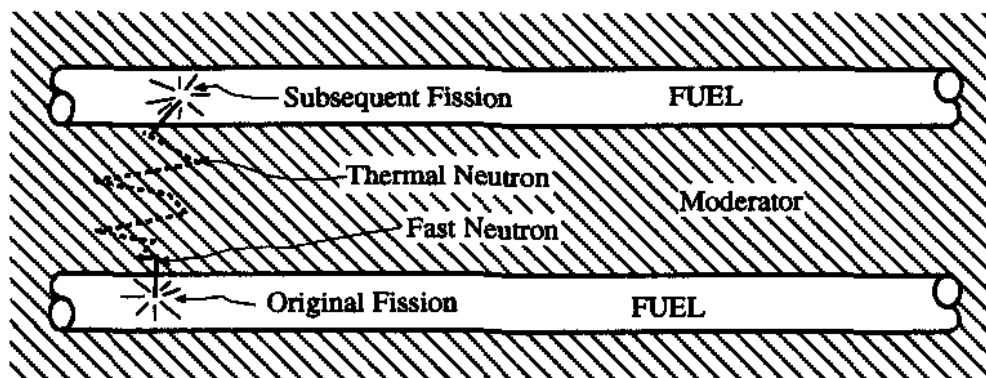 Subsequent Fission
FUEL
Thermal Neutron
Moderator
Fast Neutron
Original Fission
FUEL